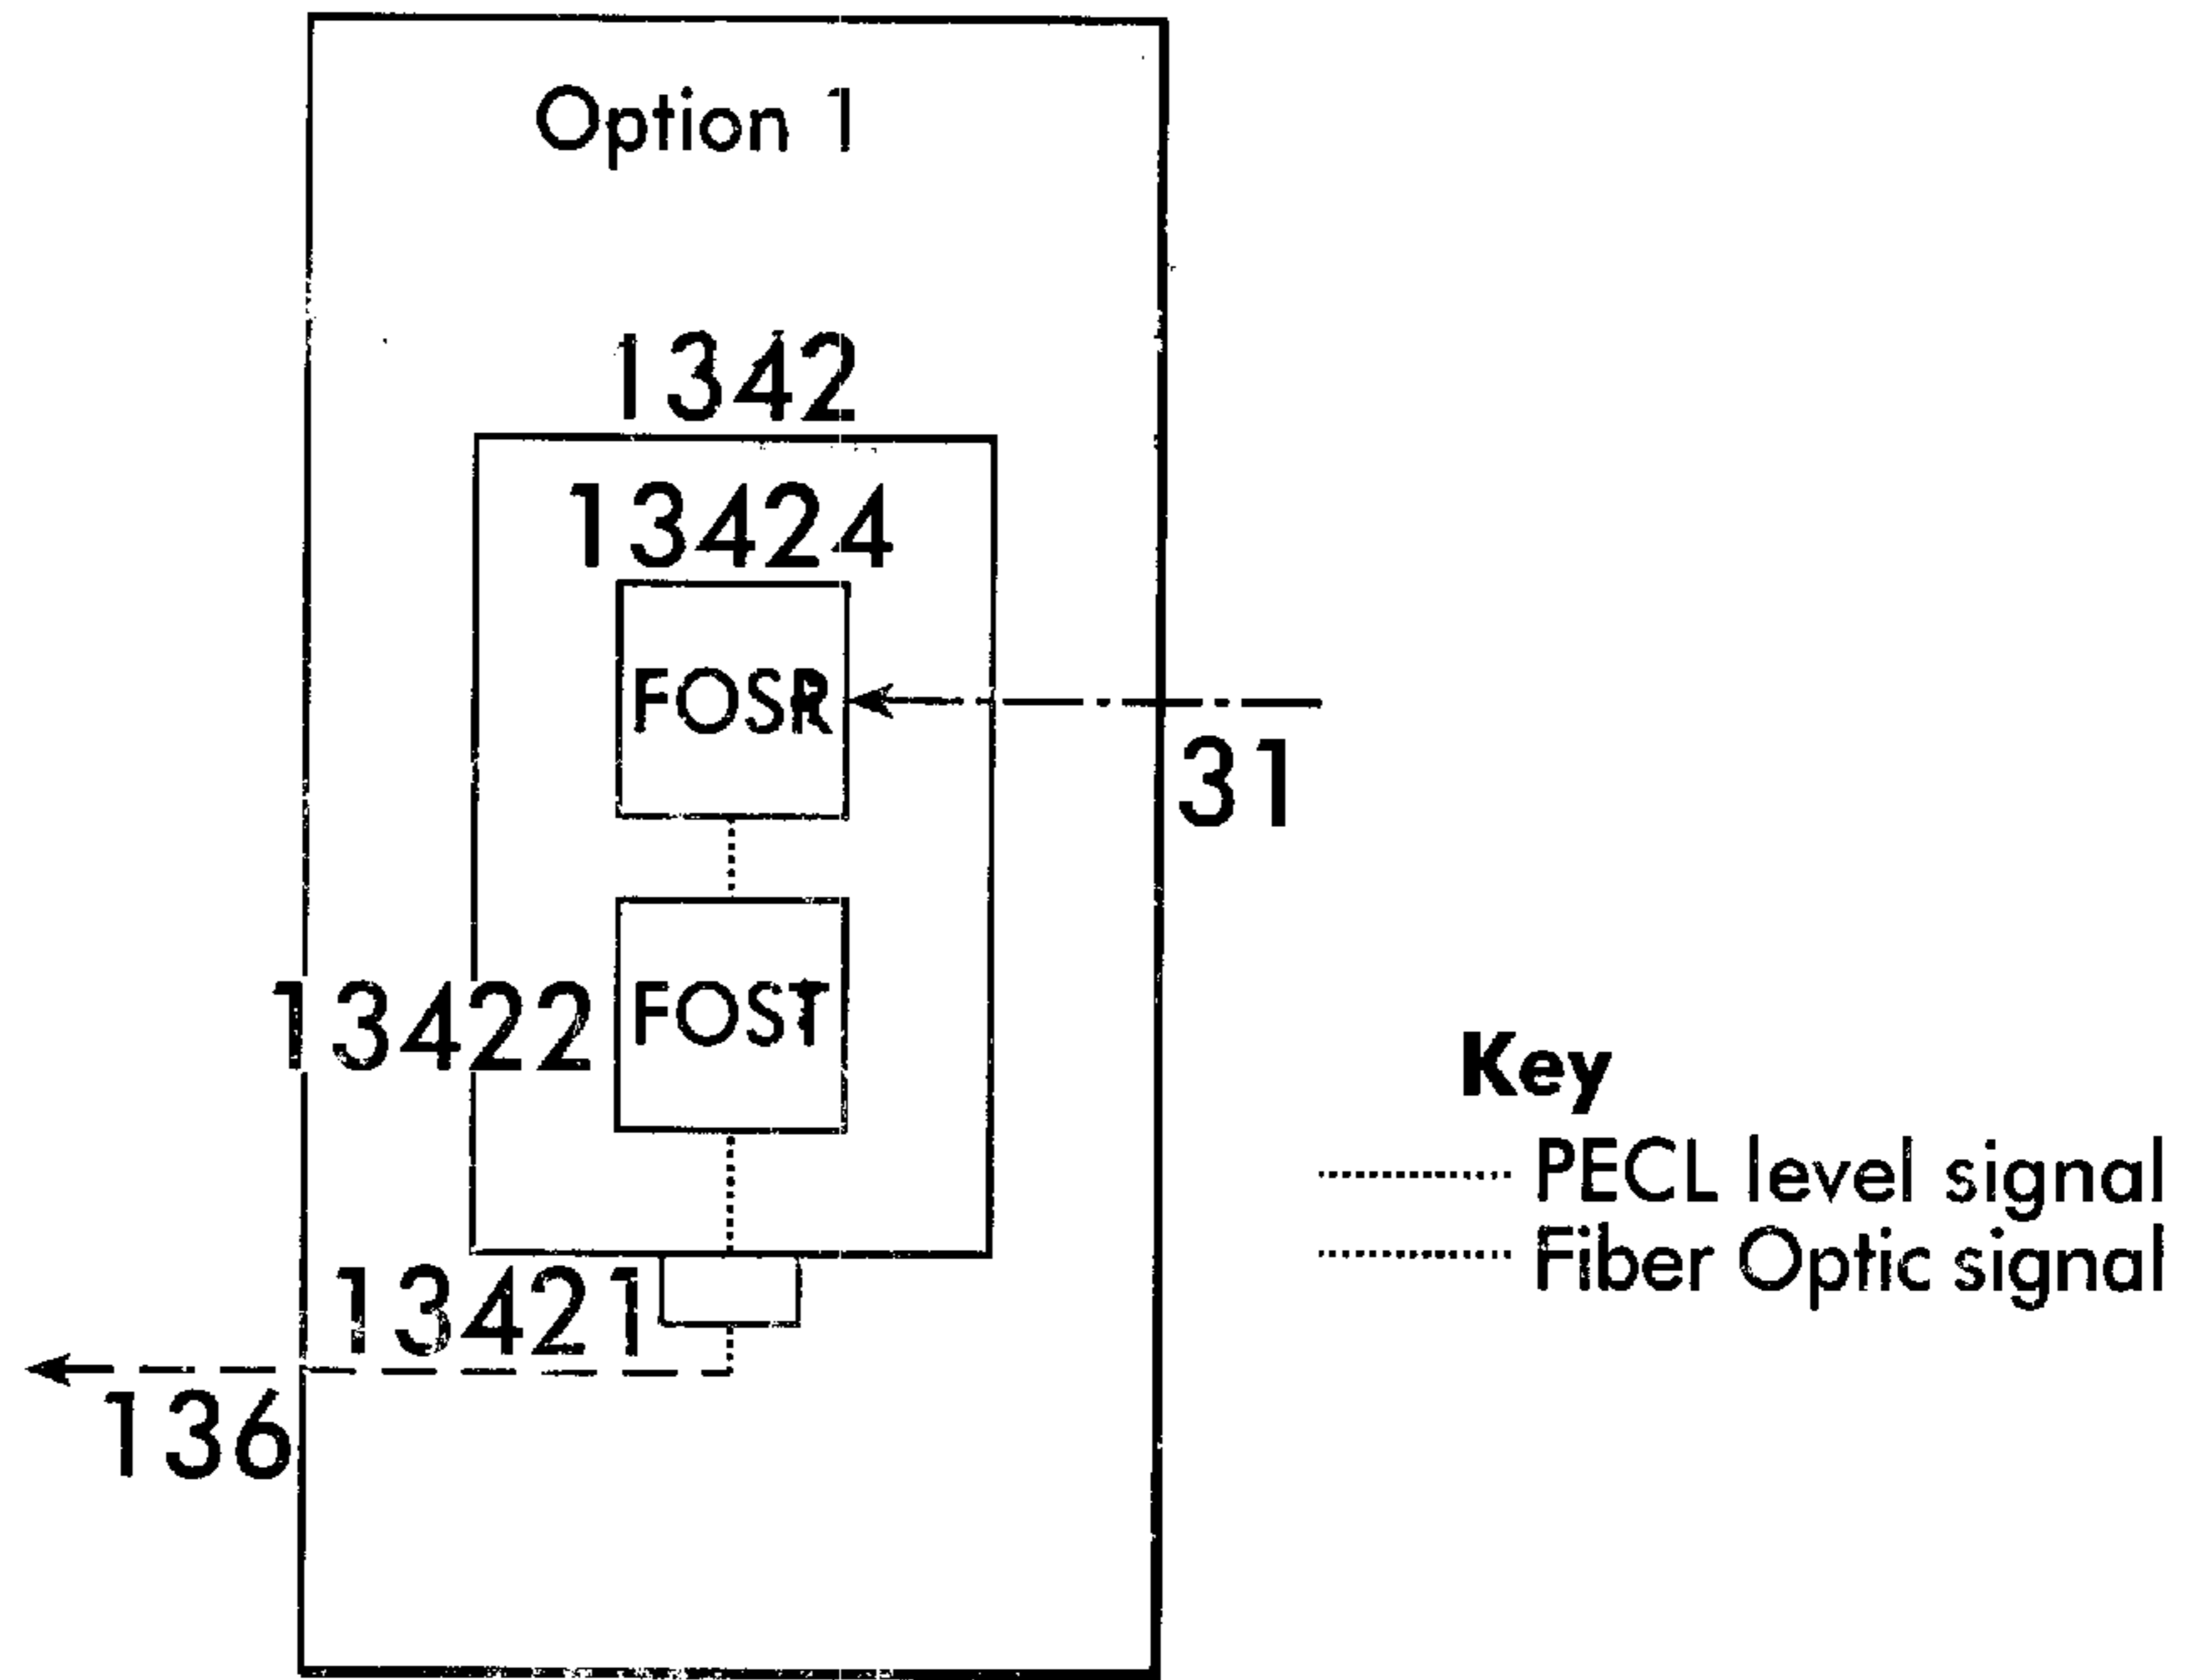 Option 1
1342
13424
FOSR
31
13422
FOST
13421
136
Key
PECL level signal
Fiber Optic signal